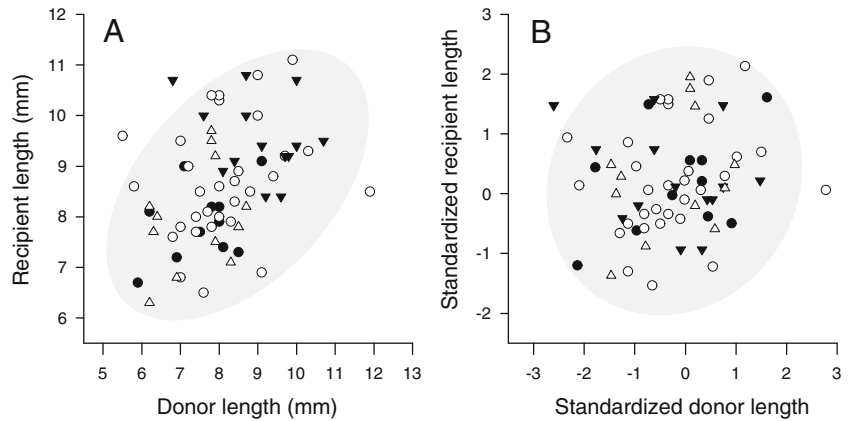 A
12
11
10
9
8
7
6
Recipient length (mm)
5 6 7 8 9 10 11 12 13
Donor length (mm)
B
3
2
1
0
-1
-2
Standardized recipient length
-3 -2 -1 0 1 2 3
Standardized donor length